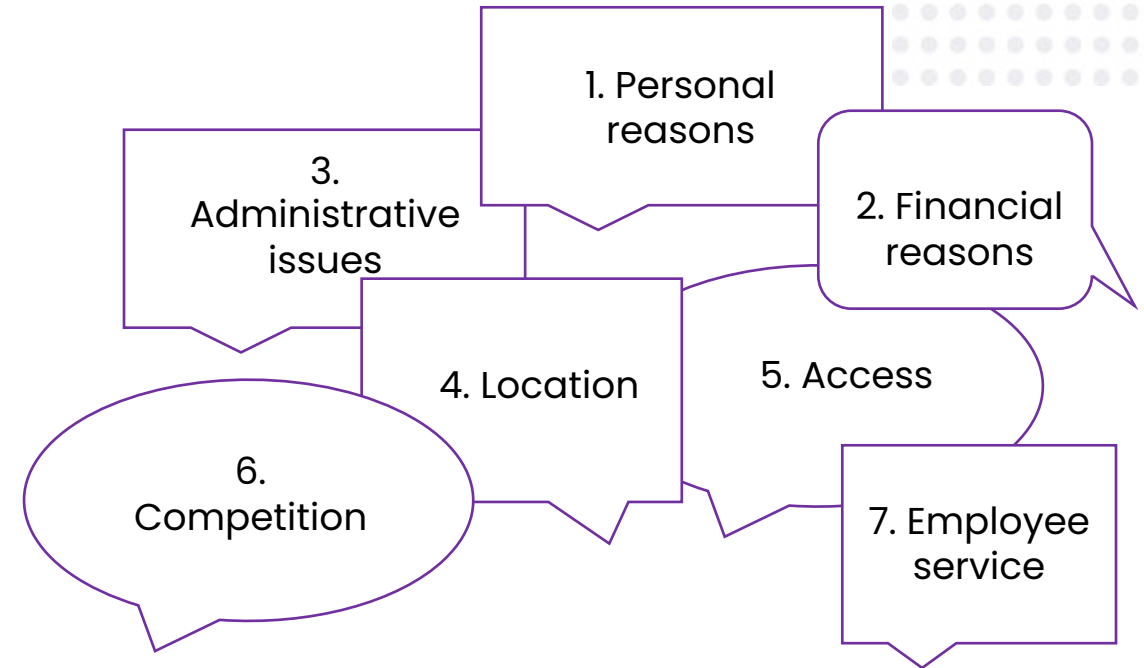 1. Personal
reasons
2. Financial
reasons
3.
Administrative
issues
4. Location
5. Access
6.
Competition
7. Employee
service